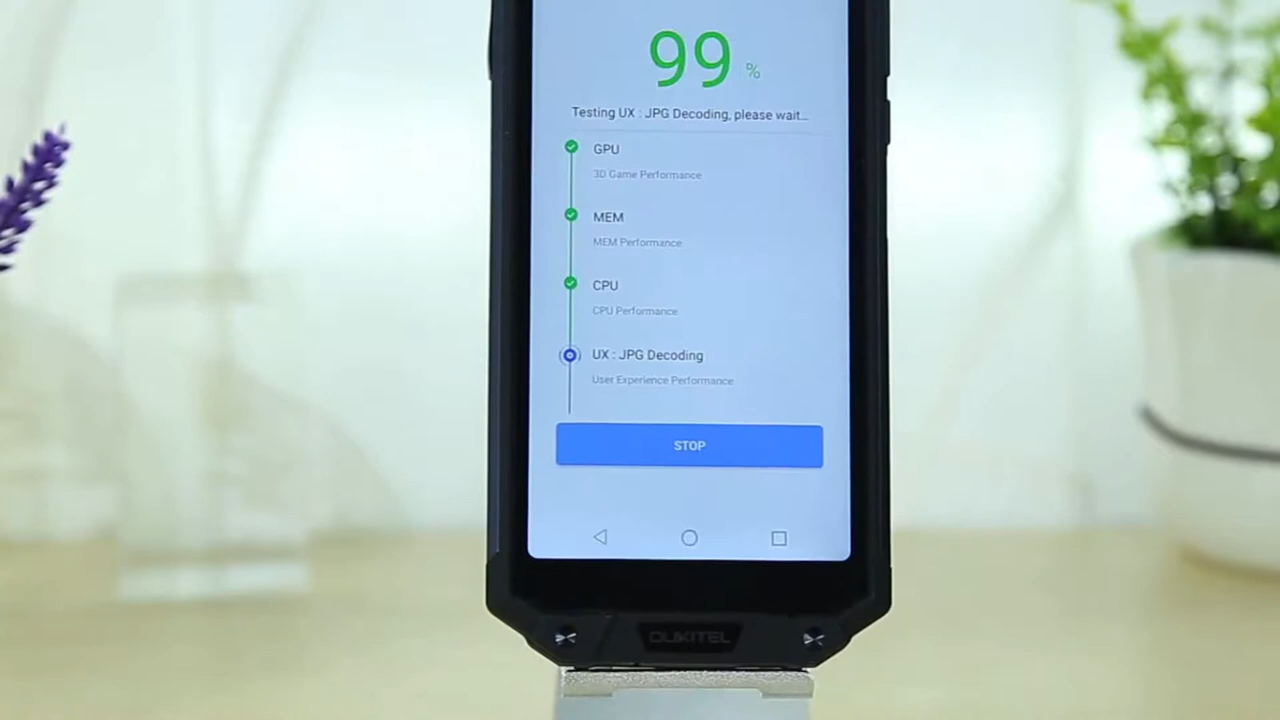 99 %
Testing UX : JPG Decoding, please wait...
GPU
3D Game Performance
MEM
MEM Performance
CPU
CPU Performance
UX : JPG Decoding
User Experience Performance
STOP
OUKITEL